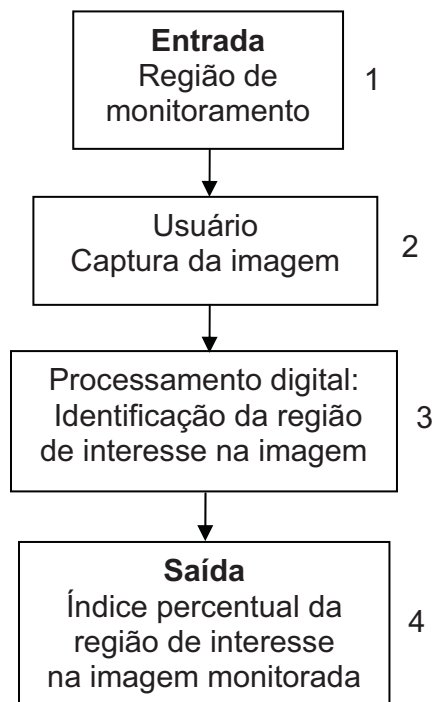 Entrada
Região de
monitoramento
1
Usuário
Captura da imagem
2
Processamento digital:
Identificação da região
de interesse na imagem
3
Saída
Índice percentual da
região de interesse
na imagem monitorada
4